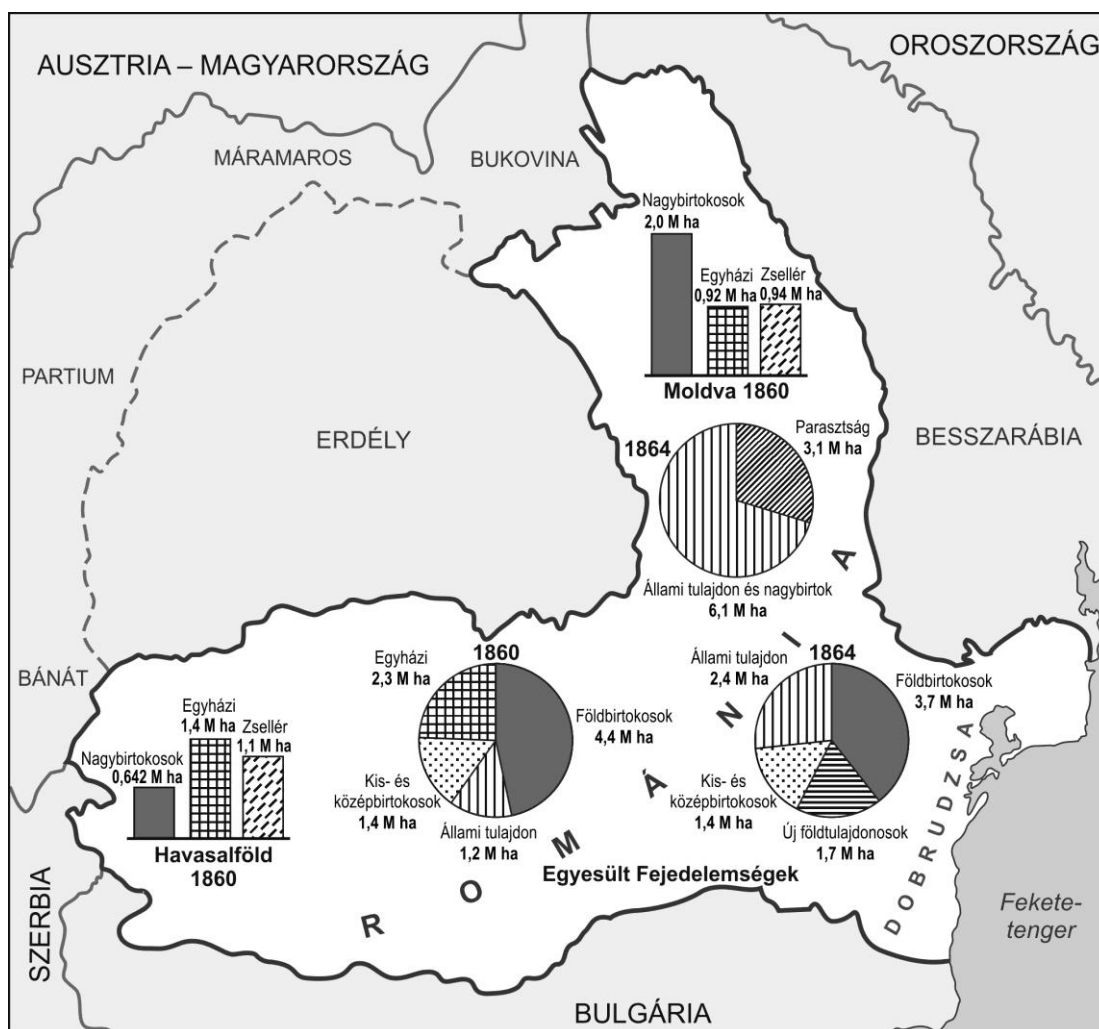 AUSZTRIA – MAGYARORSZÁG
OROSZORSZÁG
MÁRAMAROS
BUKOVINA
Nagybirtokosok
2,0 M ha
Egyházi
0,92 M ha
Zsellér
0,94 M ha
Moldva 1860
PARTIUM
ERDÉLY
BESSZARÁBIA
1864
Parasztság
3,1 M ha
Állami tulajdon és nagybirtok
6,1 M ha
BÁNÁT
Egyházi
1,4 M ha
Zsellér
1,1 M ha
Nagybirtokosok
0,642 M ha
Havasalföld
1860
1860
Egyházi
2,3 M ha
Földbirtokosok
4,4 M ha
Kis- és
középbirtokosok
1,4 M ha
Állami tulajdon
1,2 M ha
1864
Állami tulajdon
2,4 M ha
Földbirtokosok
3,7 M ha
Kis- és
középbirtokosok
1,4 M ha
Új földtulajdonosok
1,7 M ha
Egyesült Fejedelemségek
ROMÁNIA
DOBRUDZSA
SZERBIA
Fekete-
tenger
BULGÁRIA